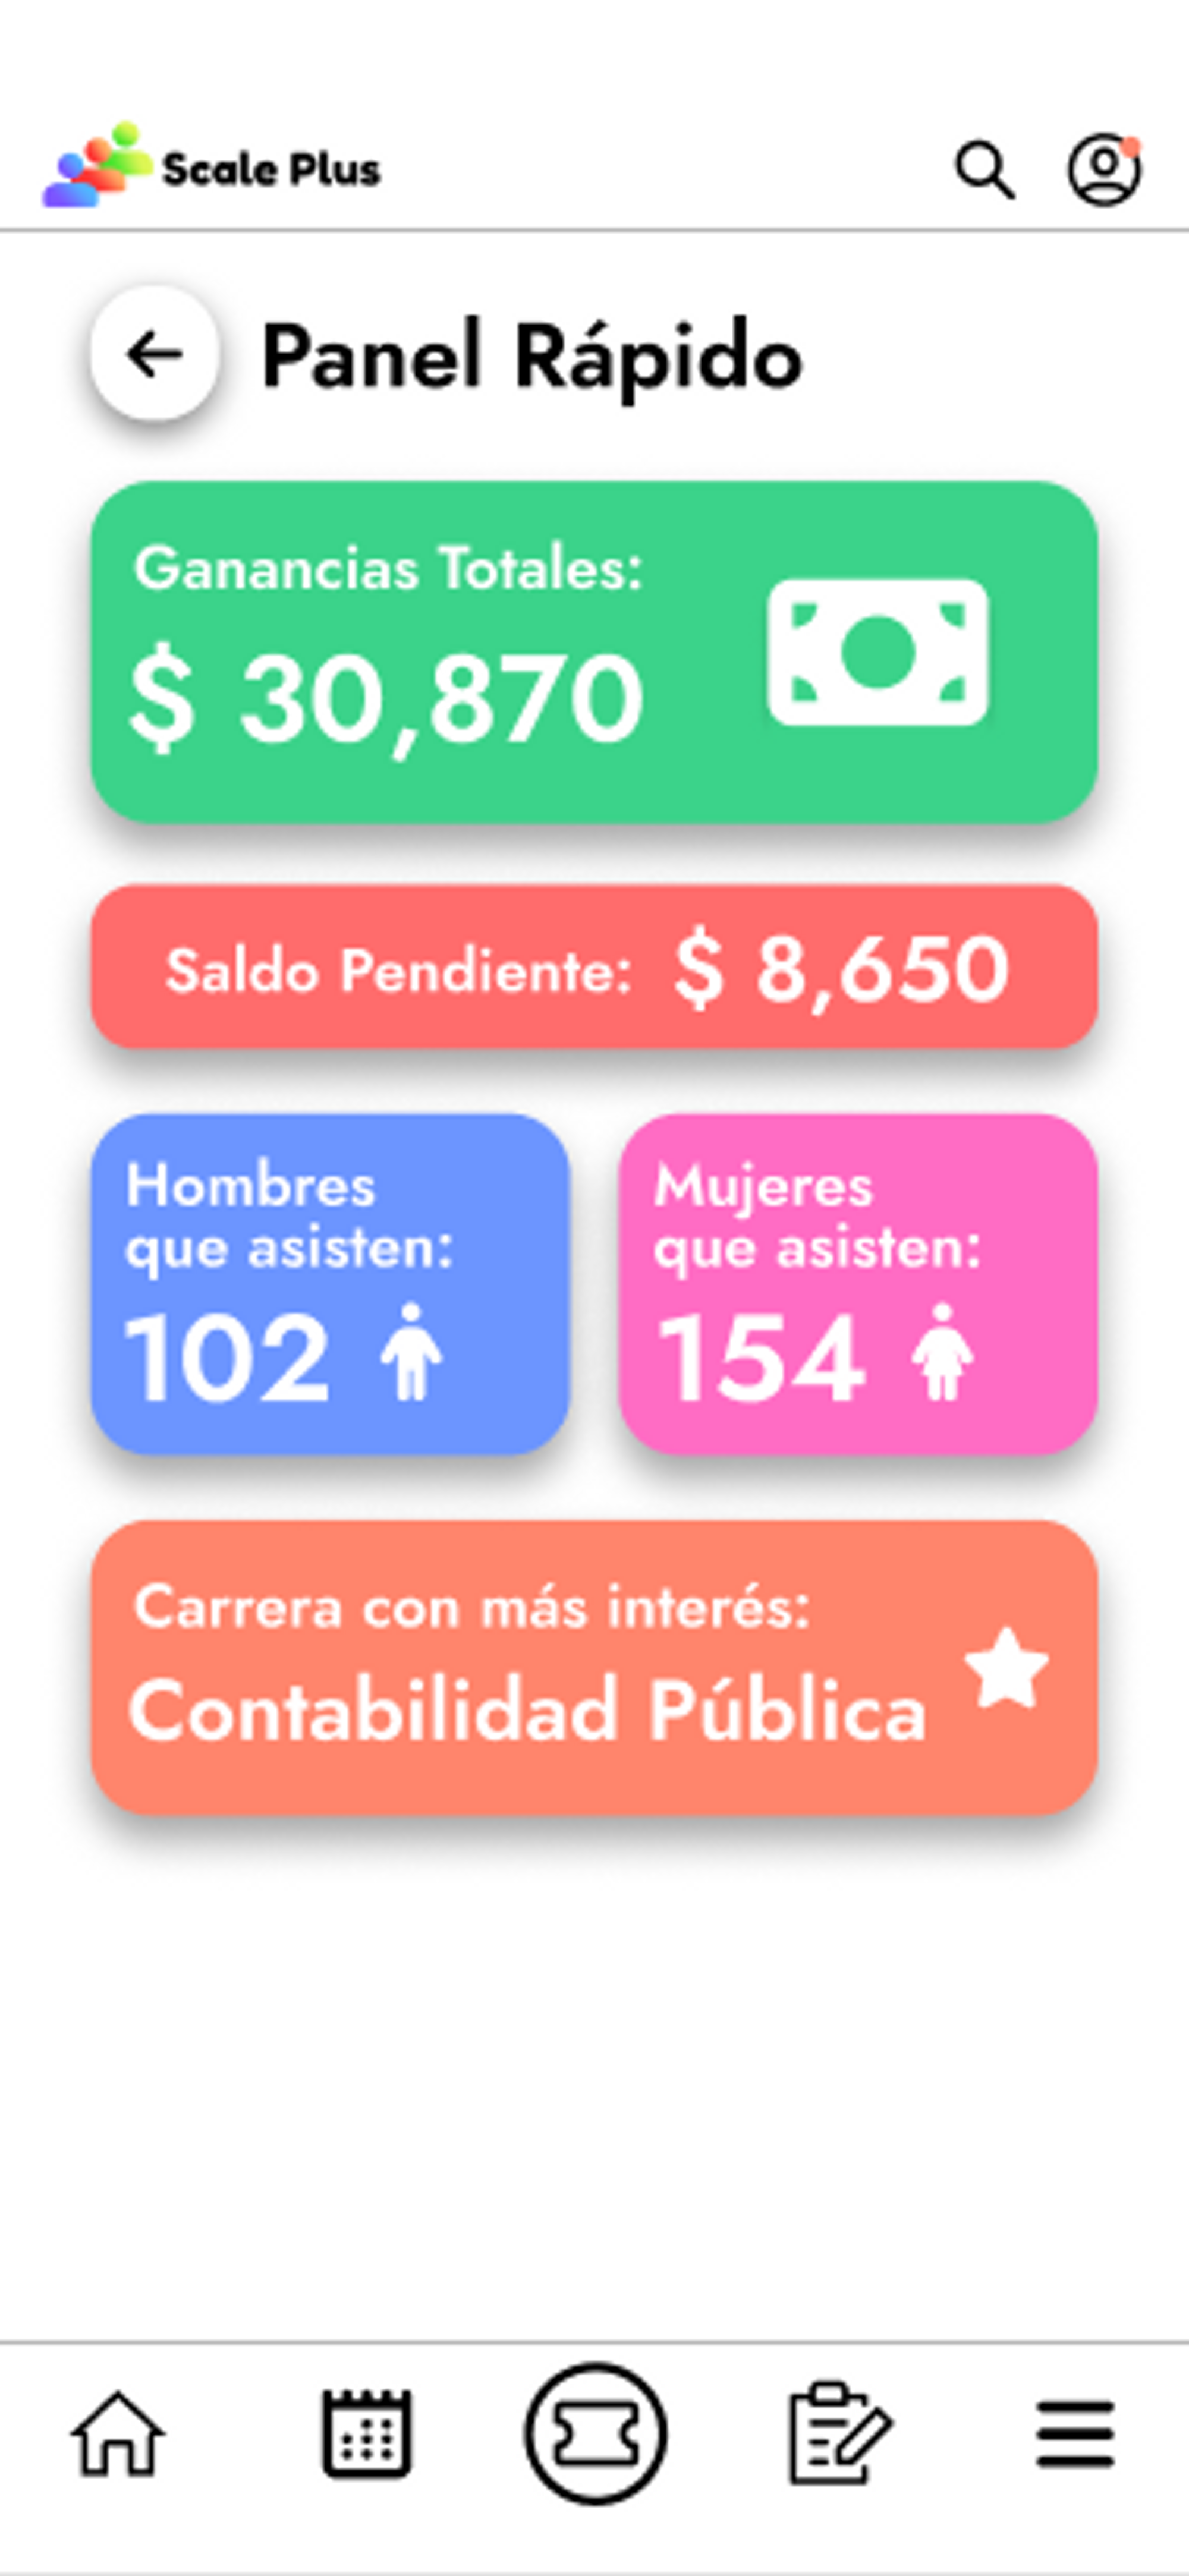 Scale Plus
Panel Rápido
Ganancias Totales:
$ 30,870
Saldo Pendiente: $ 8,650
Hombres
que asisten:
102
Mujeres
que asisten:
154
Carrera con más interés:
Contabilidad Pública